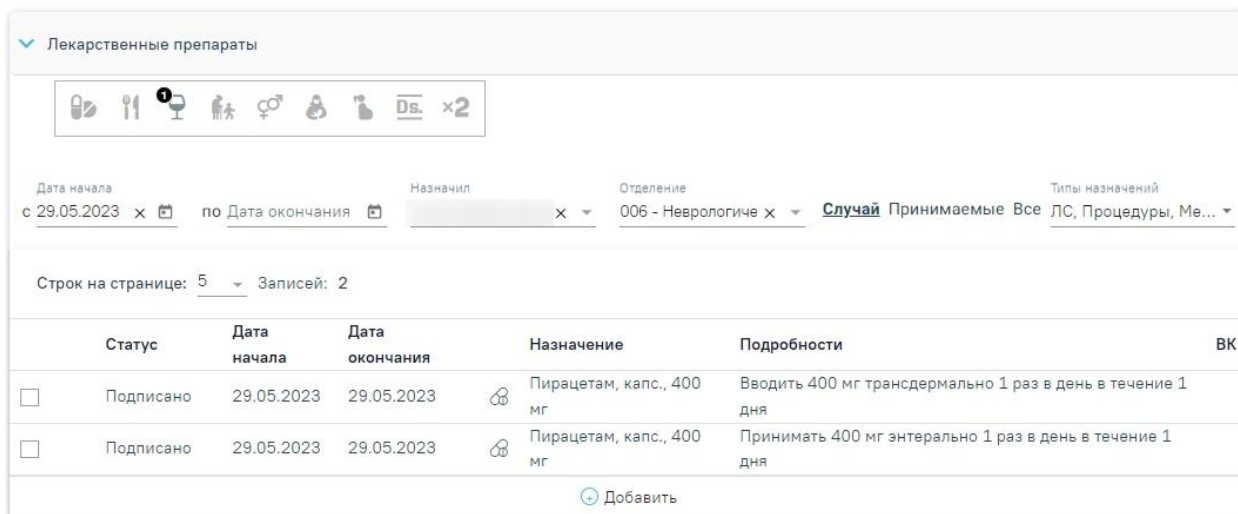 Лекарственные препараты
1
Ds. ×2
Дата начала Назначил Отделение Типы назначений
с 29.05.2023 по Дата окончания 006 - Неврологиче Случай Принимаемые Все ЛС, Процедуры, Ме...
Строк на странице: 5 Записей: 2
Статус Дата начала Дата окончания Назначение Подробности ВК
Подписано 29.05.2023 29.05.2023 Пирацетам, капс., 400 Вводить 400 мг трансдермально 1 раз в день в течение 1
мг дня
Подписано 29.05.2023 29.05.2023 Пирацетам, капс., 400 Принимать 400 мг энтерально 1 раз в день в течение 1
мг дня
Добавить